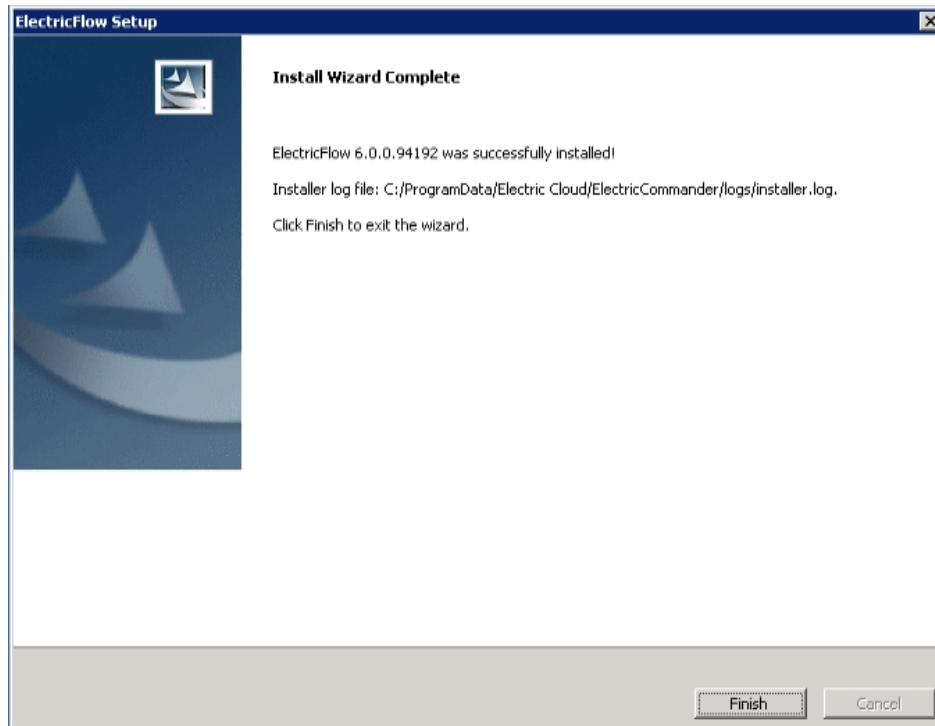 ElectricFlow Setup
Install Wizard Complete
ElectricFlow 6.0.0.94192 was successfully installed!
Installer log file: C:/ProgramData/Electric Cloud/ElectricCommander/logs/installer.log.
Click Finish to exit the wizard.
Finish
Cancel